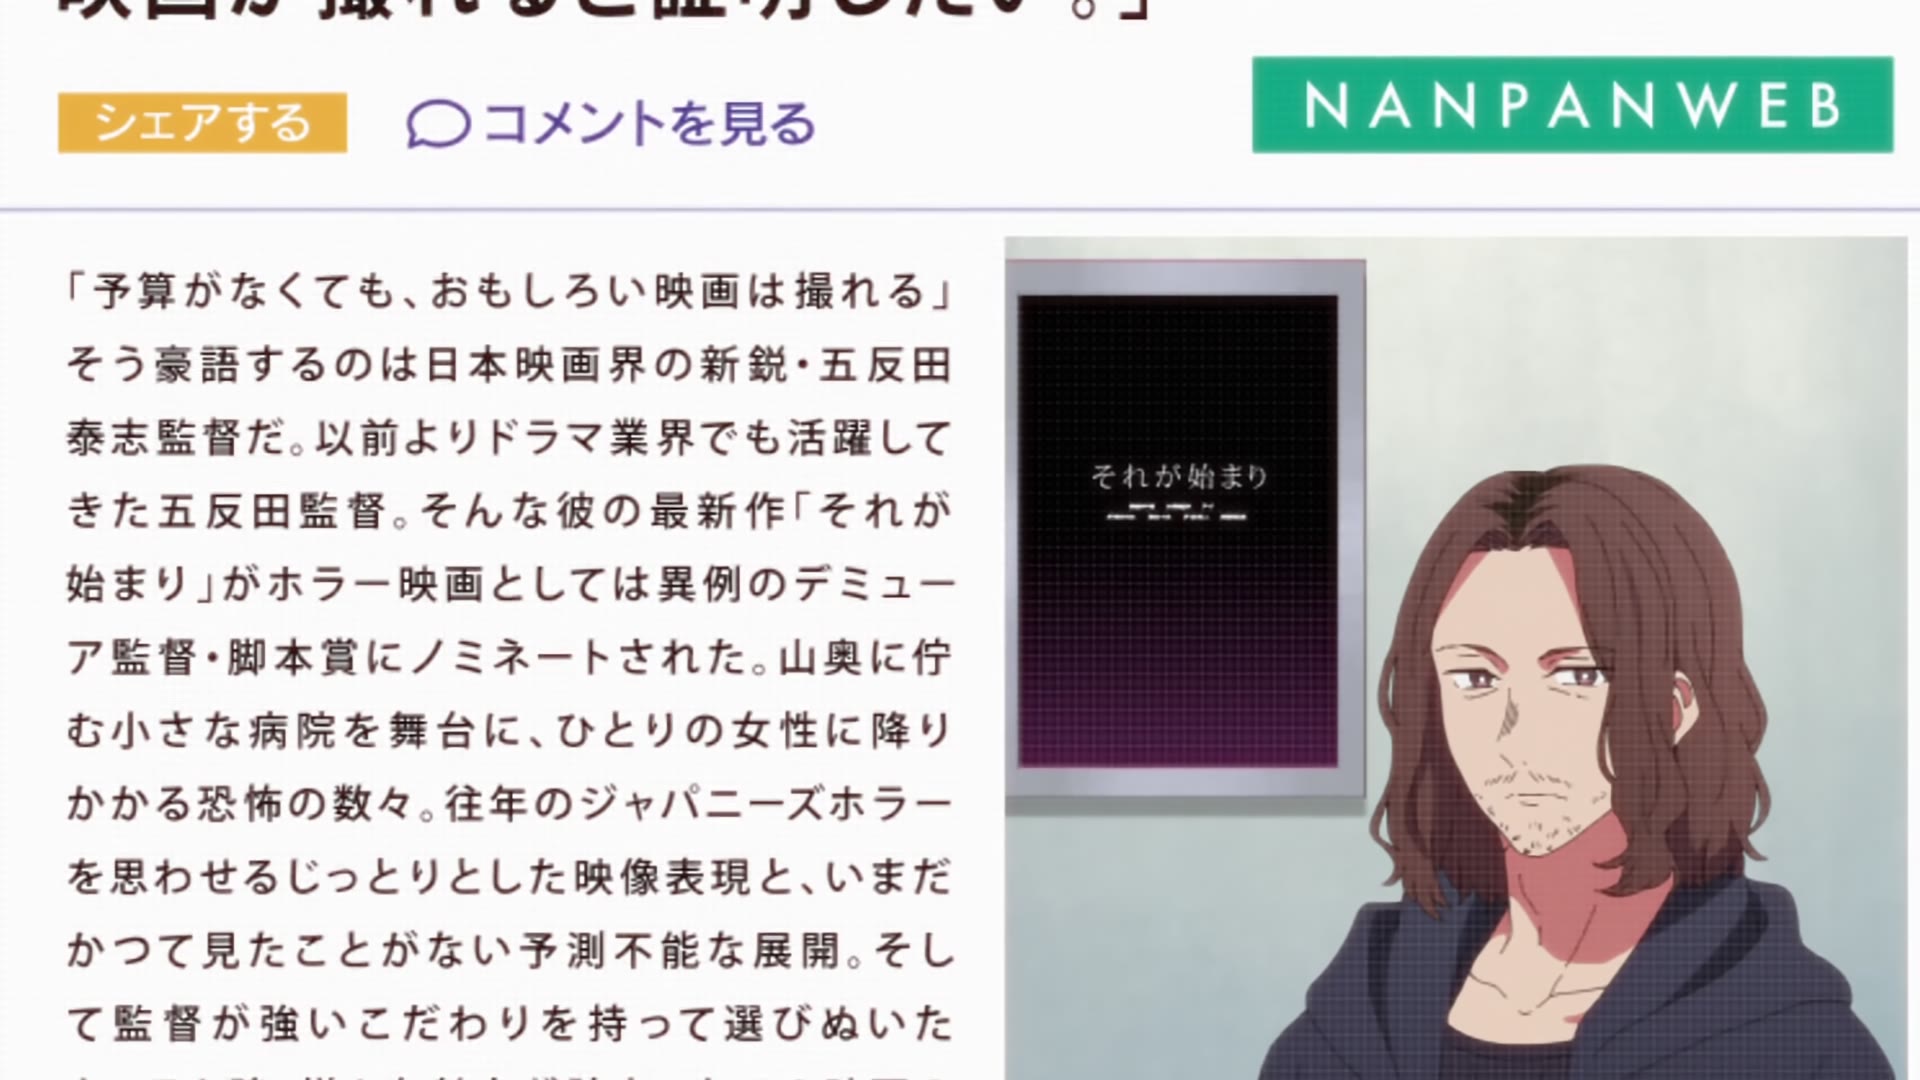 映画が撮れると証明したい。」
シェアする
コメントを見る
NANPANWEB
「予算がなくても、おもしろい映画は撮れる」
そう豪語するのは日本映画界の新鋭・五反田
泰志監督だ。以前よりドラマ業界でも活躍して
きた五反田監督。そんな彼の最新作「それが
始まり」がホラー映画としては異例のデミュー
ア監督・脚本賞にノミネートされた。山奥に佇
む小さな病院を舞台に、ひとりの女性に降り
かかる恐怖の数々。往年のジャパニーズホラー
を思わせるじっとりとした映像表現と、いまだ
かつて見たことがない予測不能な展開。そし
て監督が強いこだわりを持って選びぬいた
それが始まり